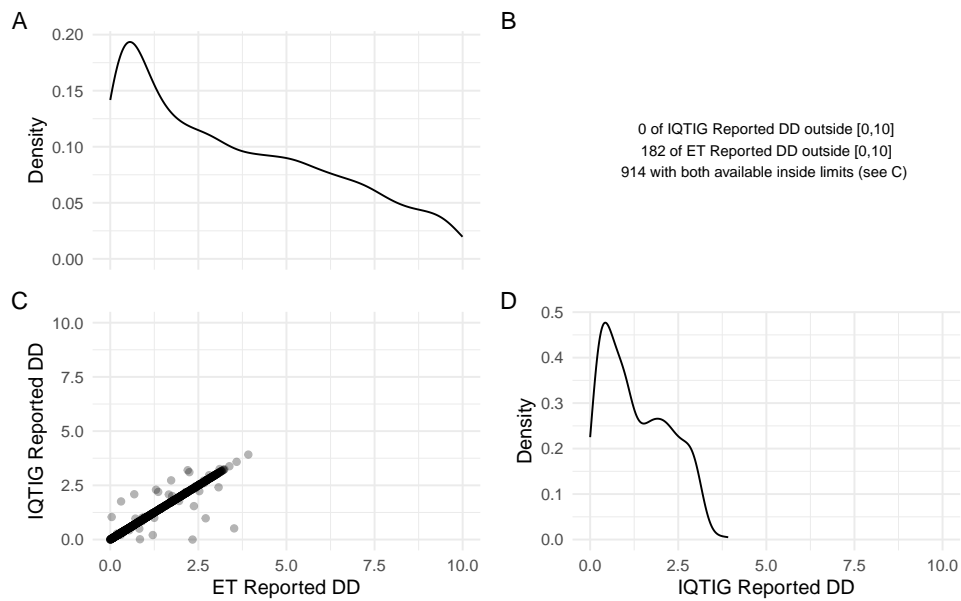 A
B
0.20
0.15
0.10
0.05
0.00
Density
0 of IQTIG Reported DD outside [0,10]
182 of ET Reported DD outside [0,10]
914 with both available inside limits (see C)
C
D
10.0
7.5
5.0
2.5
0.0
IQTIG Reported DD
0.0 2.5 5.0 7.5 10.0
ET Reported DD
0.5
0.4
0.3
0.2
0.1
0.0
Density
0.0 2.5 5.0 7.5 10.0
IQTIG Reported DD